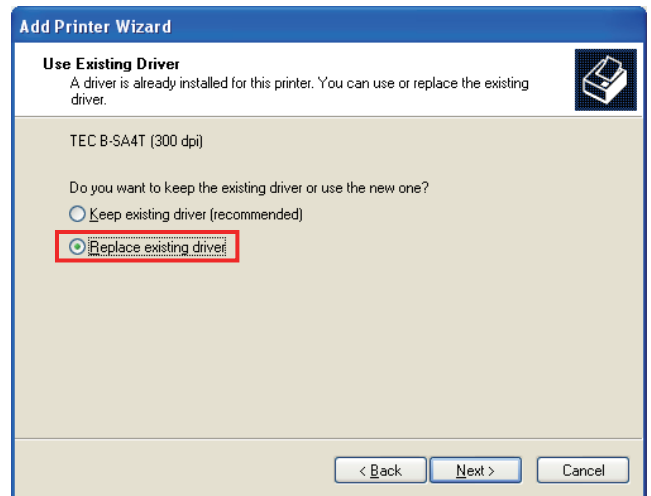 Add Printer Wizard
Use Existing Driver
A driver is already installed for this printer. You can use or replace the existing
driver.
TEC B-SA4T (300 dpi)
Do you want to keep the existing driver or use the new one?
Keep existing driver (recommended)
Replace existing driver
< Back
Next >
Cancel